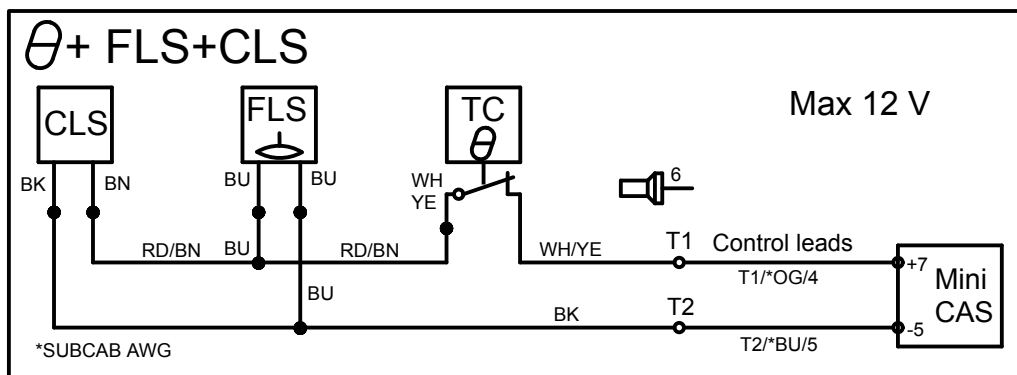 θ+ FLS+CLS
Max 12 V
CLS
FLS
TC
θ
BK
BN
BU
BU
WH
YE
6
RD/BN
BU
RD/BN
WH/YE
T1
Control leads
T1/*OG/4
+7
Mini
CAS
BU
BK
T2
-5
T2/*BU/5
*SUBCAB AWG